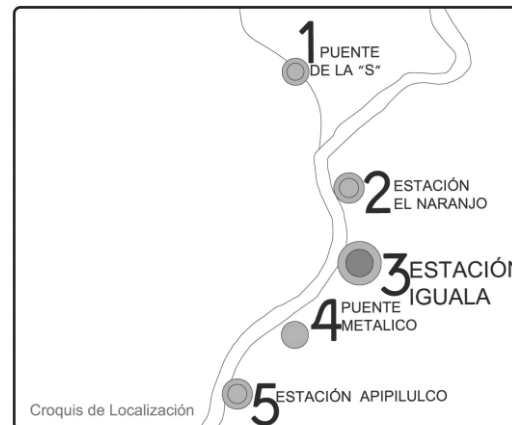 1 PUENTE
DE LA "S"
2 ESTACIÓN
EL NARANJO
3 ESTACIÓN
IGUALA
4 PUENTE
METALICO
5 ESTACIÓN APIPILULCO
Croquis de Localización